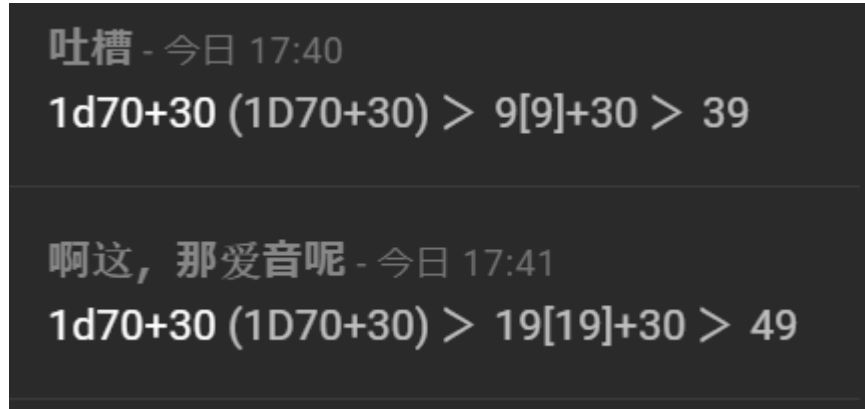 吐槽 - 今日 17:40
1d70+30 (1D70+30) ＞ 9[9]+30 ＞ 39
啊这，那爱音呢 - 今日 17:41
1d70+30 (1D70+30) ＞ 19[19]+30 ＞ 49